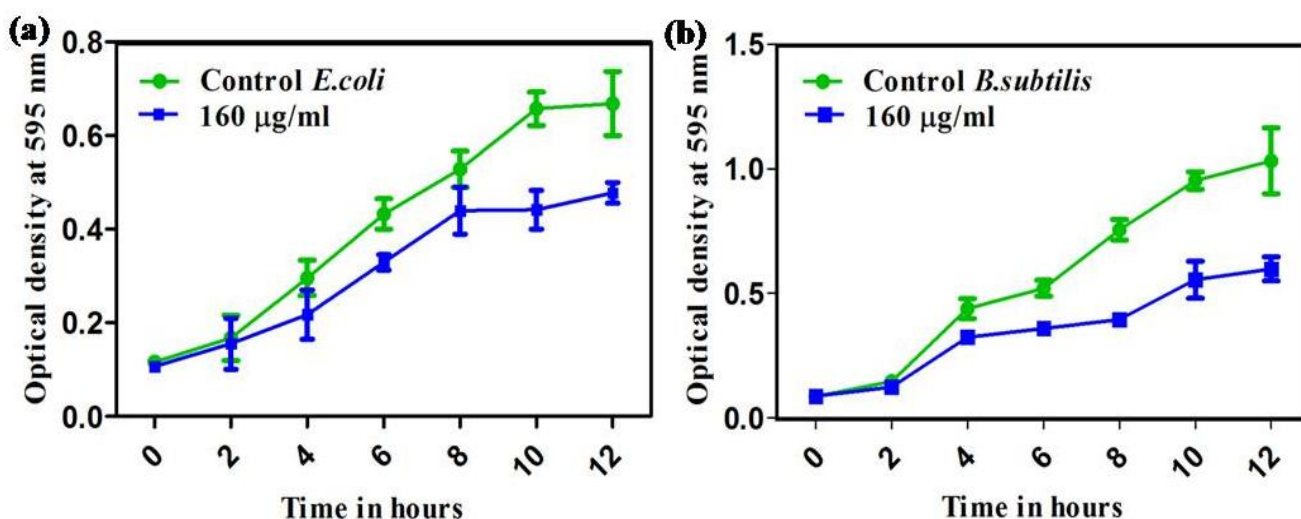 (a)
Optical density at 595 nm
0.8
0.6
0.4
0.2
0.0
Control E.coli
160 μg/ml
0 2 4 6 8 10 12
Time in hours
(b)
Optical density at 595 nm
1.5
1.0
0.5
0.0
Control B.subtilis
160 μg/ml
0 2 4 6 8 10 12
Time in hours